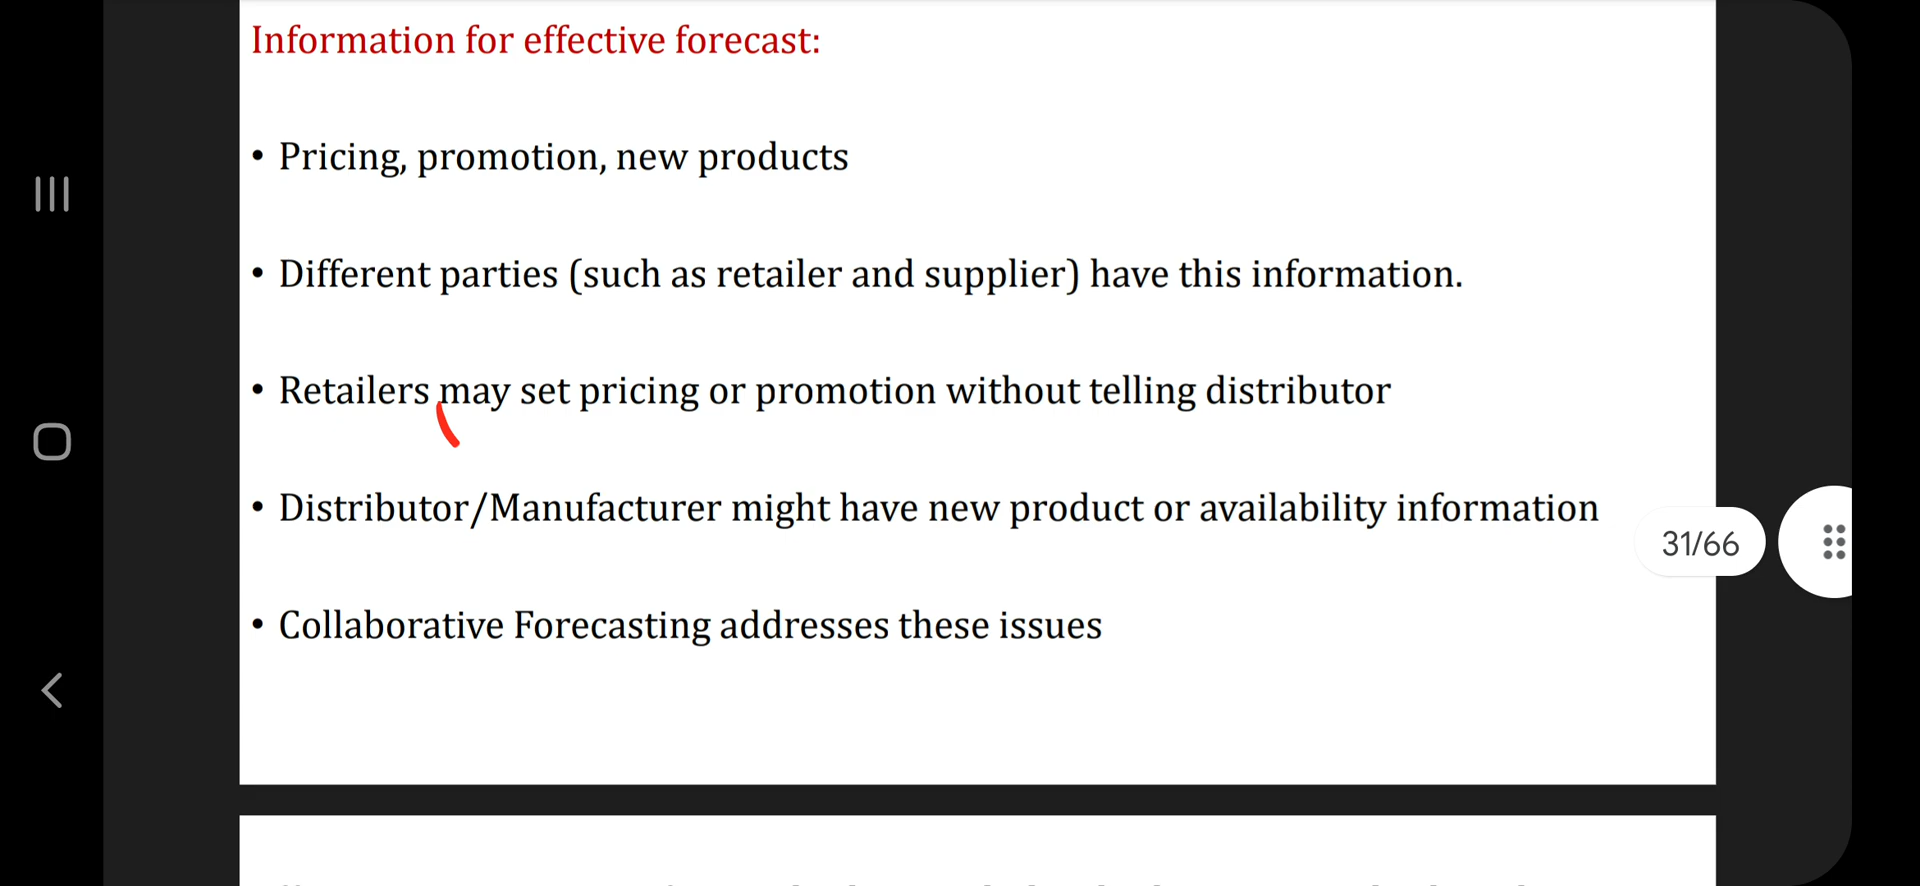 Information for effective forecast:
• Pricing, promotion, new products
• Different parties (such as retailer and supplier) have this information.
• Retailers may set pricing or promotion without telling distributor
• Distributor/Manufacturer might have new product or availability information
31/66
• Collaborative Forecasting addresses these issues